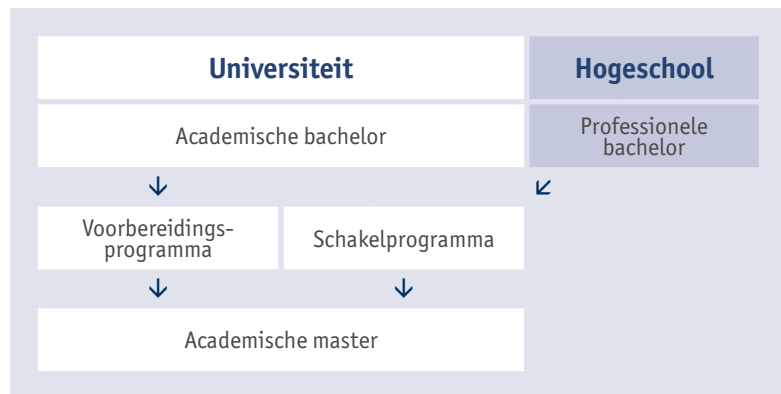 Universiteit
Hogeschool
Academische bachelor
Professionele
bachelor
Voorbereidings-
programma
Schakelprogramma
Academische master